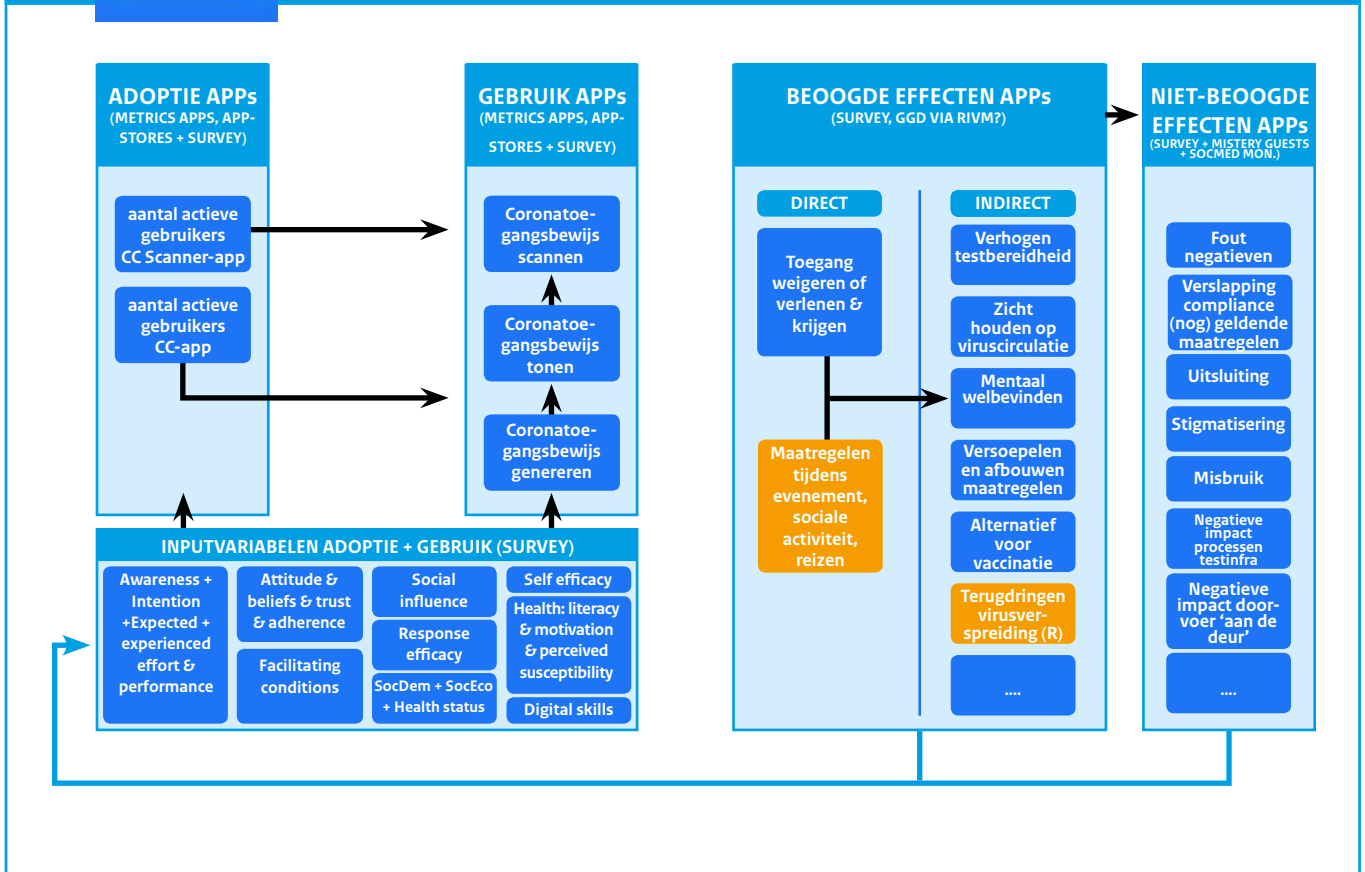 ADOPTIE APPs
(METRICS APPS, APP-
STORES + SURVEY)
aantal actieve
gebruikers
CC Scanner-app
aantal actieve
gebruikers
CC-app
GEBRUIK APPs
(METRICS APPS, APP-
STORES + SURVEY)
Coronatoe-
gangsbewijs
scannen
Coronatoe-
gangsbewijs
tonen
Coronatoe-
gangsbewijs
genereren
INPUTVARIABELEN ADOPTIE + GEBRUIK (SURVEY)
Awareness +
Intention
+Expected +
experienced
effort &
performance
Attitude &
beliefs & trust
& adherence
Facilitating
conditions
Social
influence
Response
efficacy
SocDem + SocEco
+ Health status
Self efficacy
Health: literacy
& motivation
& perceived
susceptibility
Digital skills
BEOOGDE EFFECTEN APPs
(SURVEY, GGD VIA RIVM?)
DIRECT
Toegang
weigeren of
verlenen &
krijgen
Maatregelen
tijdens
evenement,
sociale
activiteit,
reizen
INDIRECT
Verhogen
testbereidheid
Zicht
houden op
viruscirculatie
Mentaal
welbevinden
Versoepelen
en afbouwen
maatregelen
Alternatief
voor
vaccinatie
Terugdringen
virusver-
spreiding (R)
....
NIET-BEOOGDE
EFFECTEN APPs
(SURVEY + MISTERY GUESTS
+ SOCMED MON.)
Fout
negatieven
Verslapping
compliance
(nog) geldende
maatregelen
Uitsluiting
Stigmatisering
Misbruik
Negatieve
impact
processen
testinfra
Negatieve
impact door-
voer ‘aan de
deur’
....